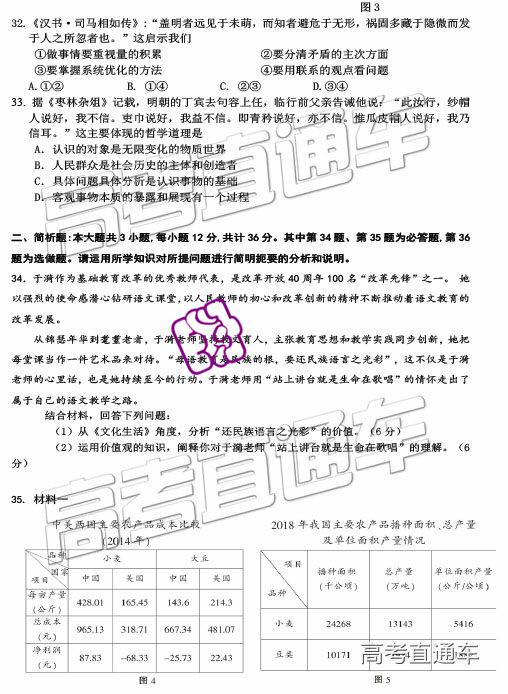 图 3
32.《汉书·司马相如传》:“盖明者远见于未萌，而知者避危于无形，祸固多藏于隐微而发
于人之所忽者也。”这启示我们
①做事情要重视量的积累 ②要分清矛盾的主次方面
③要掌握系统优化的方法 ④要用联系的观点看问题
A.①② B. ①④ C. ②③ D.③④
33. 据《枣林杂俎》记载，明朝的丁宾去句容上任，临行前父亲告诫他说：“此汝行，纱帽
人说好，我不信。吏巾说好，我益不信。即青衿说好，亦不信。惟瓜皮帽人说好，我乃
信耳。”这主要体现的哲学道理是
A. 认识的对象是无限变化的物质世界
B. 人民群众是社会历史的主体和创造者
C. 具体问题具体分析是认识事物的基础
D. 客观事物本质的暴露和展现有一个过程
二、简析题:本大题共 3 小题,每小题 12 分,共计 36 分。其中第 34 题、第 35 题为必答题,第 36
题为选做题。请运用所学知识对所提问题进行简明扼要的分析和说明。
34. 于漪作为基础教育改革的优秀教师代表，是改革开放 40 周年 100 名“改革先锋”之一。 她
以强烈的使命感潜心钻研语文课堂,以人民教师的初心和改革创新的精神不断推动着语文教育的
改革发展。
从锦瑟年华到耄耋老者，于漪老师坚持教文育人，主张教育思想和教学实践同步创新，她把
每堂课当作一件艺术品来对待。“母语教育是民族的根，要还民族语言之光彩”，这不仅是于漪
老师的心里话，也是她持续至今的行动。于漪老师用“站上讲台就是生命在歌唱”的情怀走出了
属于自己的语文教学之路。
结合材料，回答下列问题：
（1）从《文化生活》角度，分析“还民族语言之光彩”的价值。（6 分）
（2）运用价值观的知识，阐释你对于漪老师“站上讲台就是生命在歌唱”的理解。（6
分）
35. 材料一
中美两国主要农产品成本比较
（2014 年）
2018 年我国主要农产品播种面积、总产量
及单位面积产量情况
品种 国家 项目 小麦 大豆
中国 美国 中国 美国
每亩产量（公斤） 428.01 165.45 143.6 214.3
总成本（元） 965.13 318.71 667.34 481.07
净利润（元） 87.83 -68.33 -25.73 22.43
图 4
项目 品种 播种面积（千公顷） 总产量（万吨） 单位面积产量（公斤/公顷）
小麦 24268 13143 5416
豆类 10171
图 5
高考直通车
高考直通车
高考直通车